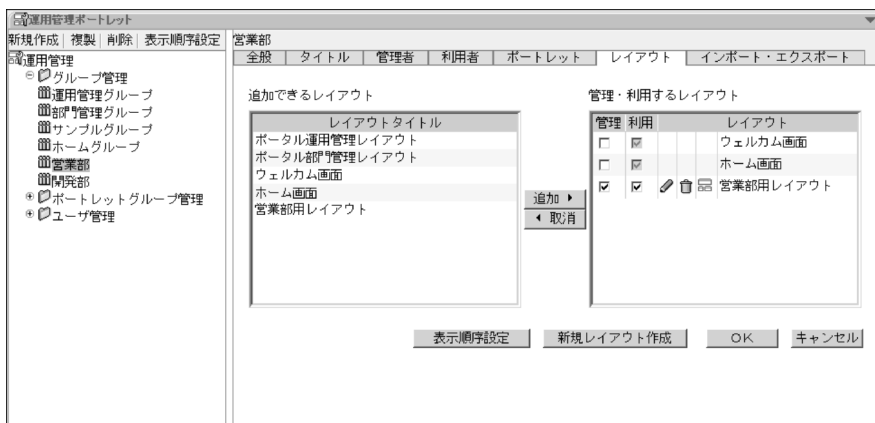 運用管理ポートレット
新規作成 | 複製 | 削除 | 表示順序設定
運用管理
グループ管理
運用管理グループ
部門管理グループ
サンプルグループ
ホームグループ
営業部
開発部
ポートレットグループ管理
ユーザ管理
営業部
全般 タイトル 管理者 利用者 ポートレット レイアウト インポート・エクスポート
追加できるレイアウト
レイアウトタイトル
ポータル運用管理レイアウト
ポータル部門管理レイアウト
ウェルカム画面
ホーム画面
営業部用レイアウト
追加
取消
管理・利用するレイアウト
管理 利用 レイアウト
ウェルカム画面
ホーム画面
営業部用レイアウト
表示順序設定 新規レイアウト作成 OK キャンセル